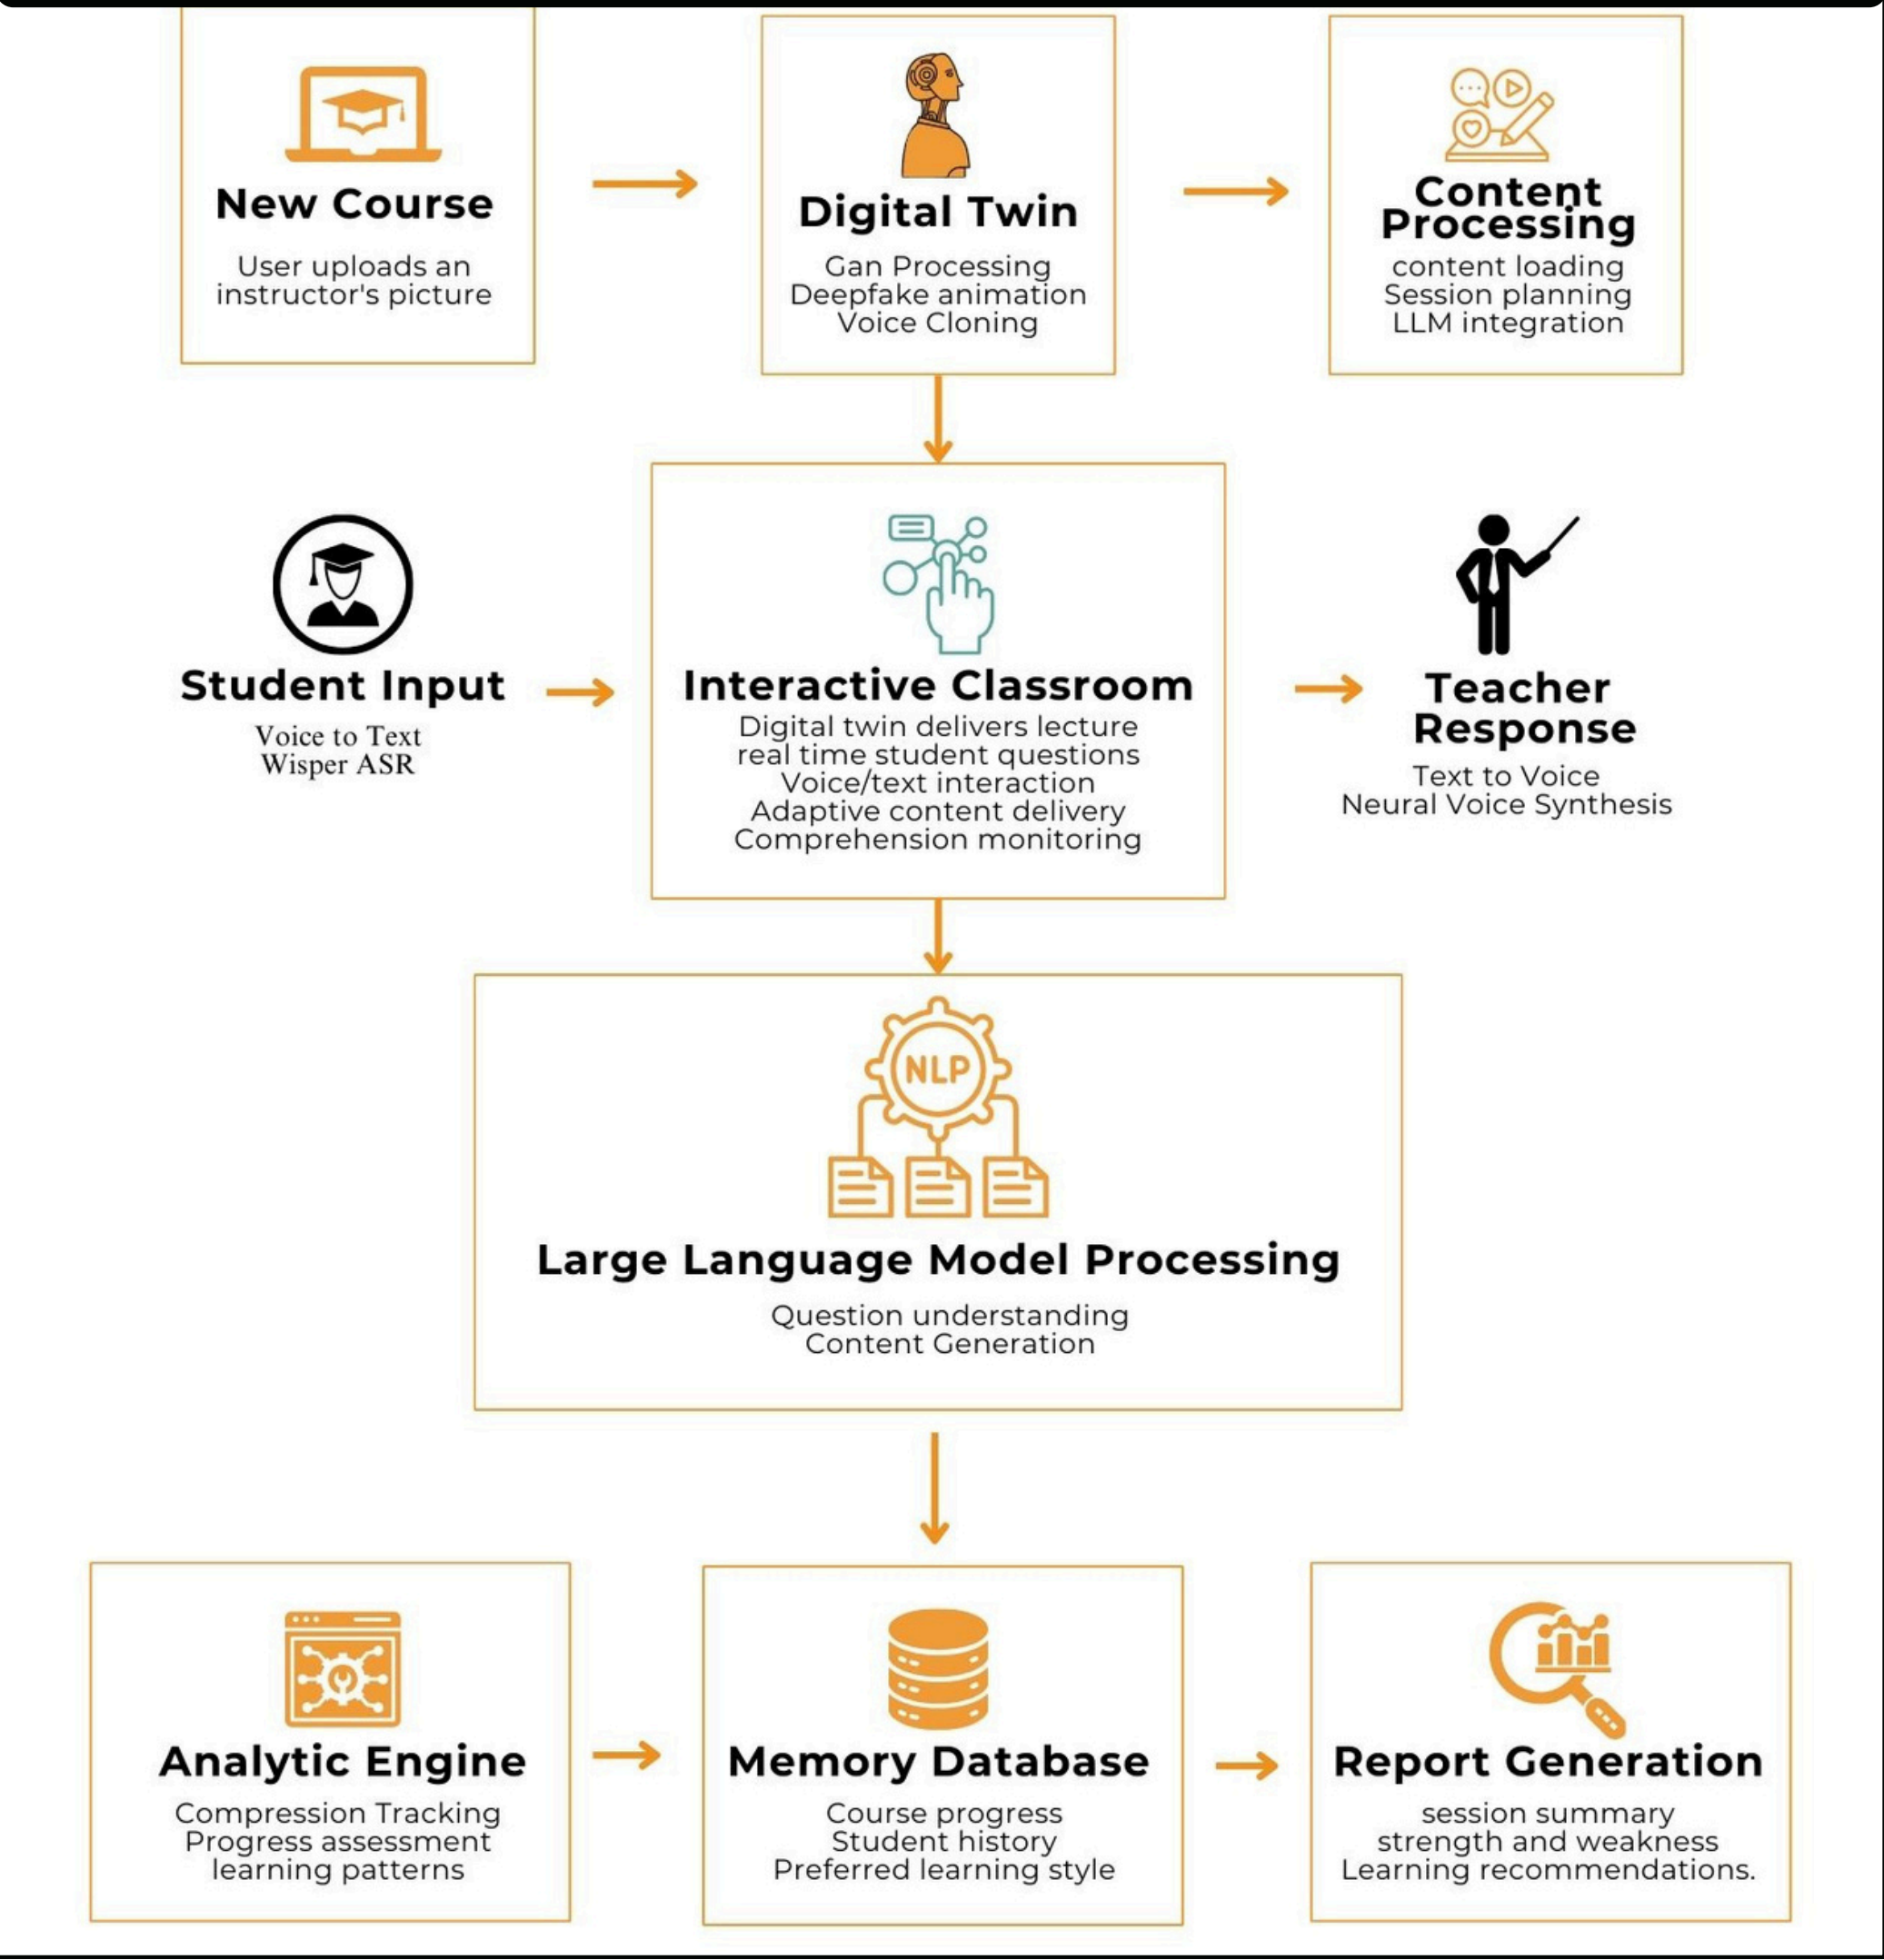 New Course
User uploads an
instructor's picture
Digital Twin
Gan Processing
Deepfake animation
Voice Cloning
Content
Processing
content loading
Session planning
LLM integration
Student Input
Voice to Text
Wisper ASR
Interactive Classroom
Digital twin delivers lecture
real time student questions
Voice/text interaction
Adaptive content delivery
Comprehension monitoring
Teacher
Response
Text to Voice
Neural Voice Synthesis
NLP
Large Language Model Processing
Question understanding
Content Generation
Analytic Engine
Compression Tracking
Progress assessment
learning patterns
Memory Database
Course progress
Student history
Preferred learning style
Report Generation
session summary
strength and weakness
Learning recommendations.